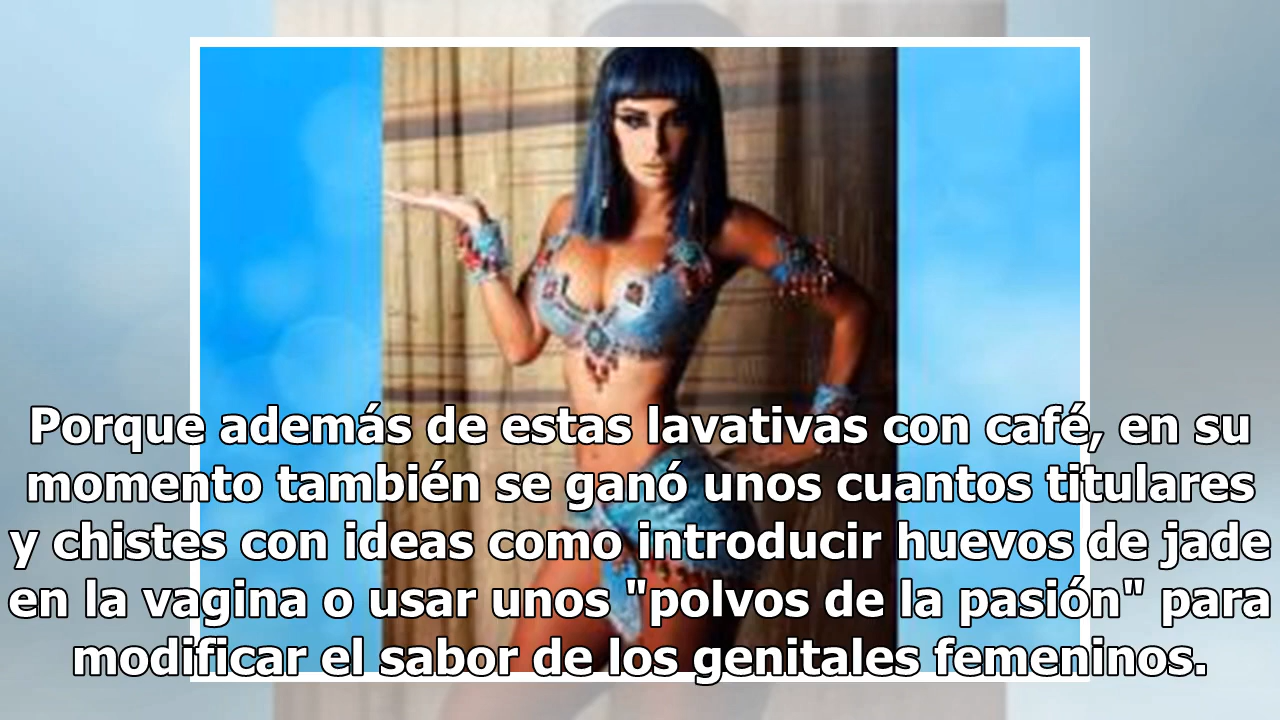 Porque además de estas lavativas con café, en su
momento también se ganó unos cuantos titulares
y chistes con ideas como introducir huevos de jade
en la vagina o usar unos "polvos de la pasión" para
modificar el sabor de los genitales femeninos.